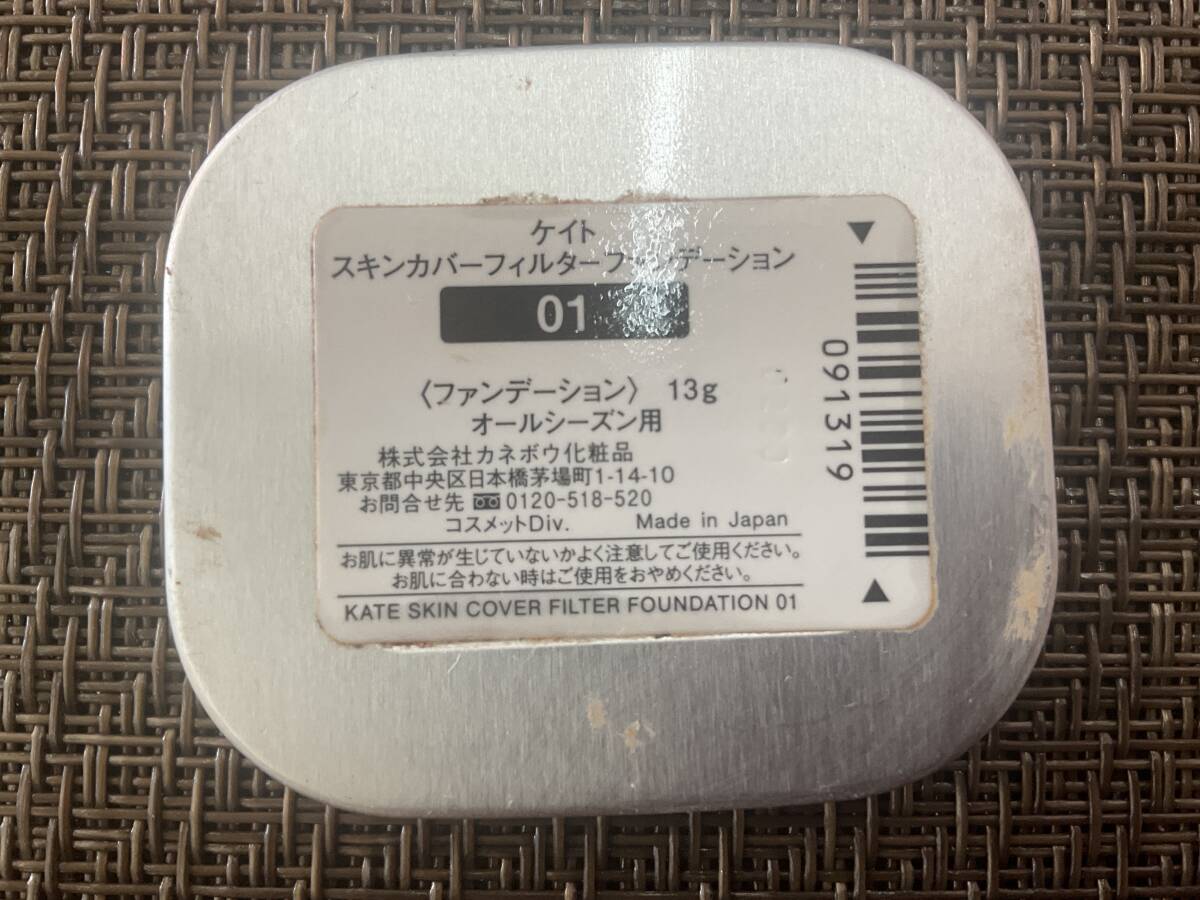 ケイト
スキンカバーフィルターファンデーション
01
〈ファンデーション〉 13g
オールシーズン用
株式会社カネボウ化粧品
東京都中央区日本橋茅場町1-14-10
お問合せ先 0120-518-520
コスメットDiv. Made in Japan
お肌に異常が生じていないかよく注意してご使用ください。
お肌に合わない時はご使用をおやめください。
KATE SKIN COVER FILTER FOUNDATION 01
091319